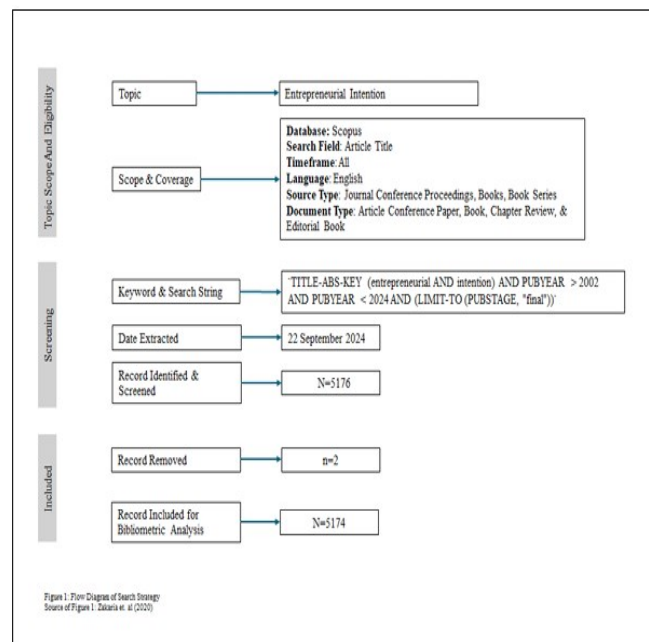 Topic Scope And Eligibility
Topic
Entrepreneurial Intention
Scope & Coverage
Database: Scopus
Search Field: Article Title
Timeframe: All
Language: English
Source Type: Journal Conference Proceedings, Books, Book Series
Document Type: Article Conference Paper, Book, Chapter Review, &
Editorial Book
Screening
Keyword & Search String
"TITLE-ABS-KEY (entrepreneurial AND intention) AND PUBYEAR > 2002
AND PUBYEAR < 2024 AND (LIMIT-TO (PUBSTAGE, "final"))"
Date Extracted
22 September 2024
Record Identified &
Screened
N=5176
Included
Record Removed
n=2
Record Included for
Bibliometric Analysis
N=5174
Figure 1: Flow Diagram of Search Strategy
Source of Figure 1: Zakaria et. al (2020)